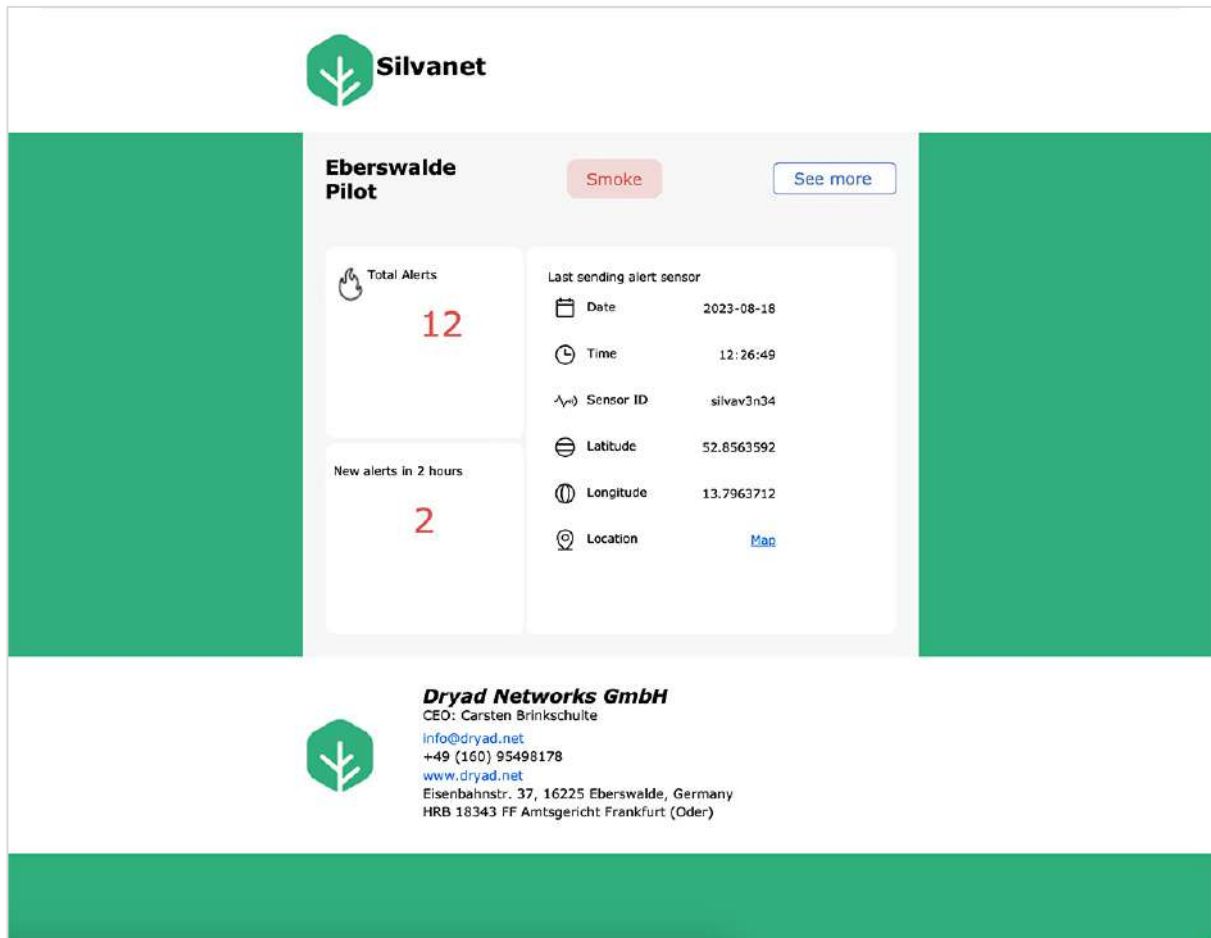 Silvanet
Eberswalde
Pilot
Smoke
See more
Total Alerts
12
New alerts in 2 hours
2
Last sending alert sensor
Date 2023-08-18
Time 12:26:49
Sensor ID silvav3n34
Latitude 52.8563592
Longitude 13.7963712
Location Map
Dryad Networks GmbH
CEO: Carsten Brinkschulte
info@dryad.net
+49 (160) 95498178
www.dryad.net
Eisenbahnstr. 37, 16225 Eberswalde, Germany
HRB 18343 FF Amtsgericht Frankfurt (Oder)